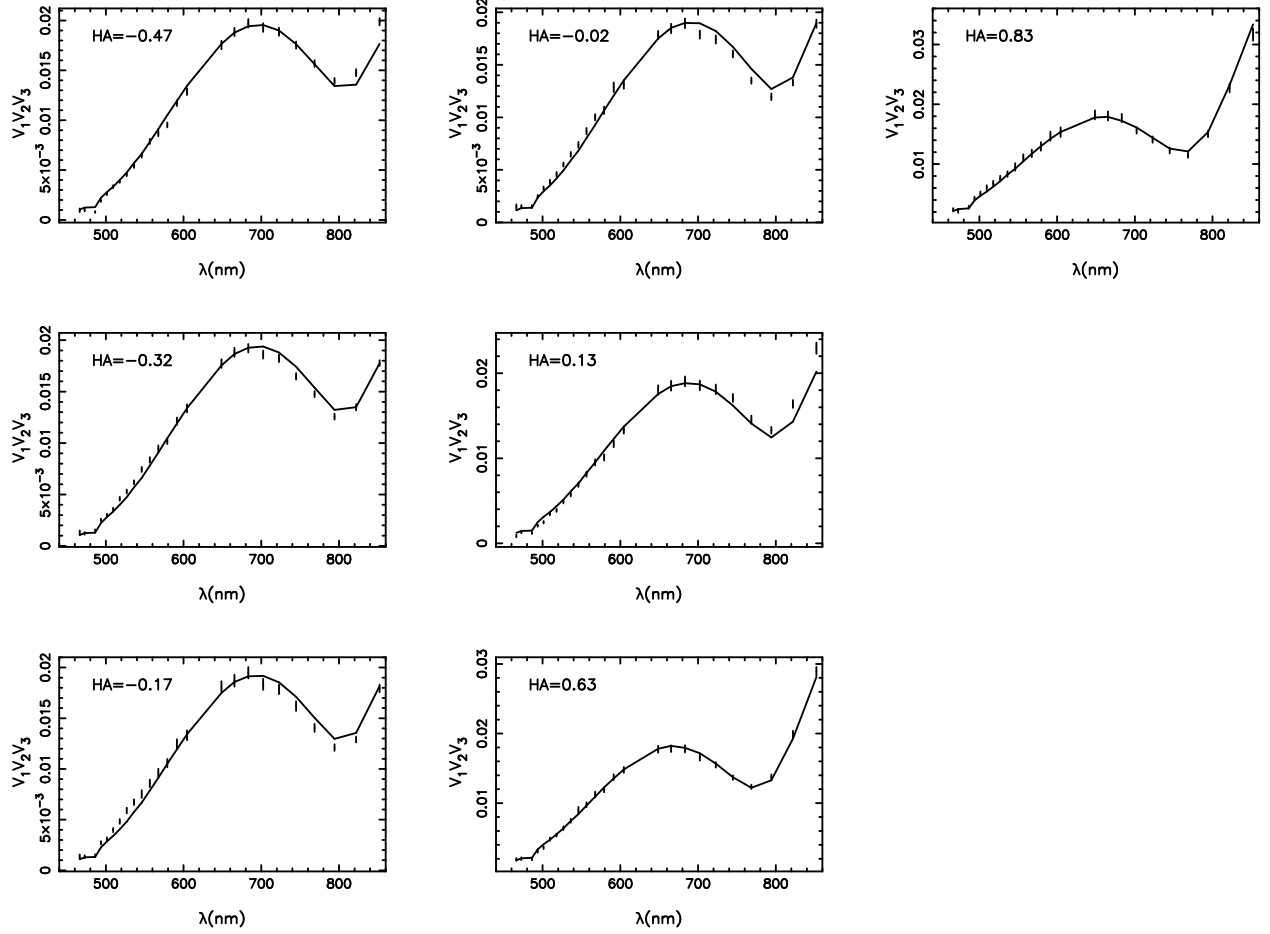 HA=−0.47
V₁V₂V₃
0 5×10⁻³ 0.01 0.015 0.02
500 600 700 800
λ(nm)
HA=−0.02
V₁V₂V₃
0 5×10⁻³ 0.01 0.015 0.02
500 600 700 800
λ(nm)
HA=0.83
V₁V₂V₃
0.01 0.02 0.03
500 600 700 800
λ(nm)
HA=−0.32
V₁V₂V₃
0 5×10⁻³ 0.01 0.015 0.02
500 600 700 800
λ(nm)
HA=0.13
V₁V₂V₃
0 0.01 0.02
500 600 700 800
λ(nm)
HA=−0.17
V₁V₂V₃
0 5×10⁻³ 0.01 0.015 0.02
500 600 700 800
λ(nm)
HA=0.63
V₁V₂V₃
0.01 0.02 0.03
500 600 700 800
λ(nm)